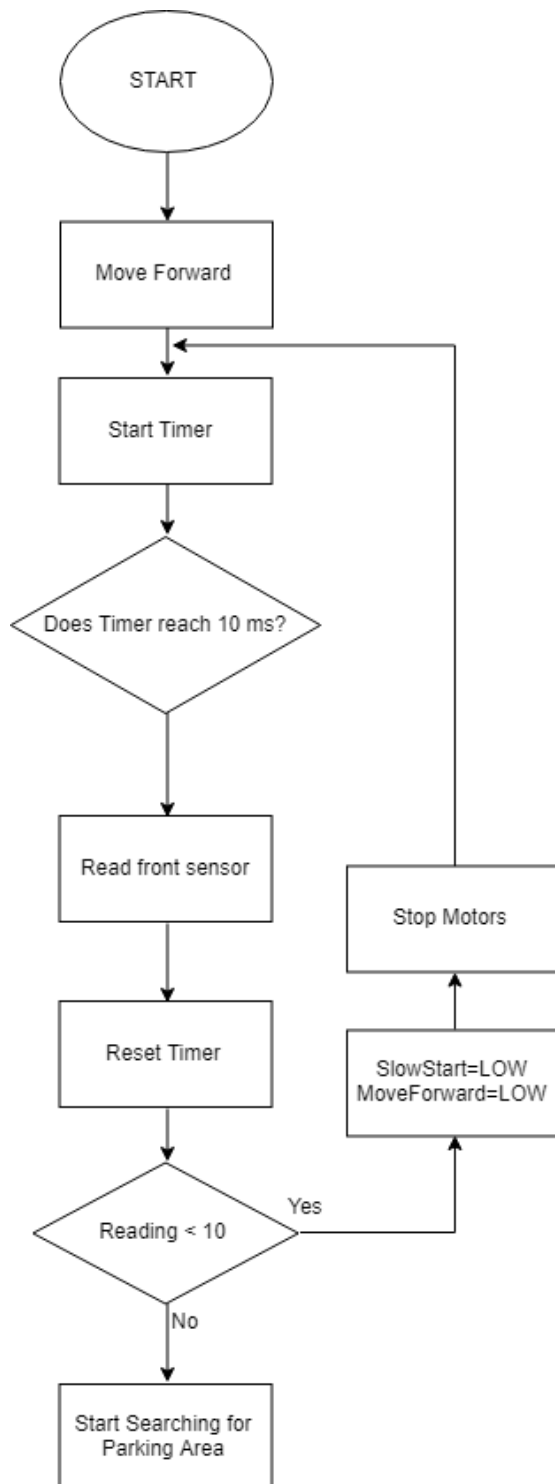 START
Move Forward
Start Timer
Does Timer reach 10 ms?
Read front sensor
Stop Motors
Reset Timer
SlowStart=LOW
MoveForward=LOW
Yes
Reading < 10
No
Start Searching for
Parking Area